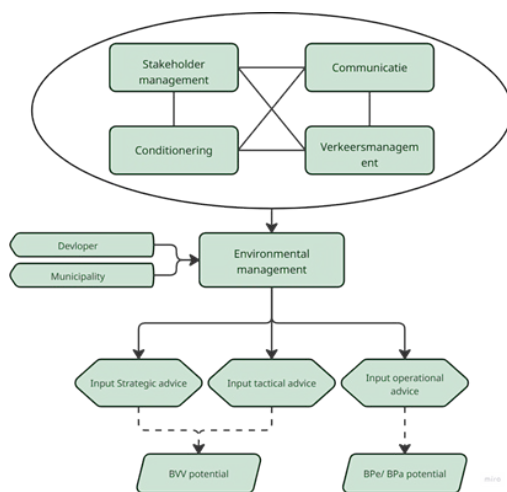 Stakeholder
management
Communicatie
Conditionering
Verkeersmanagem
ent
Devloper
Municipality
Environmental
management
Input Strategic advice
Input tactical advice
Input operational
advice
BVV potential
BPe/ BPa potential
miro